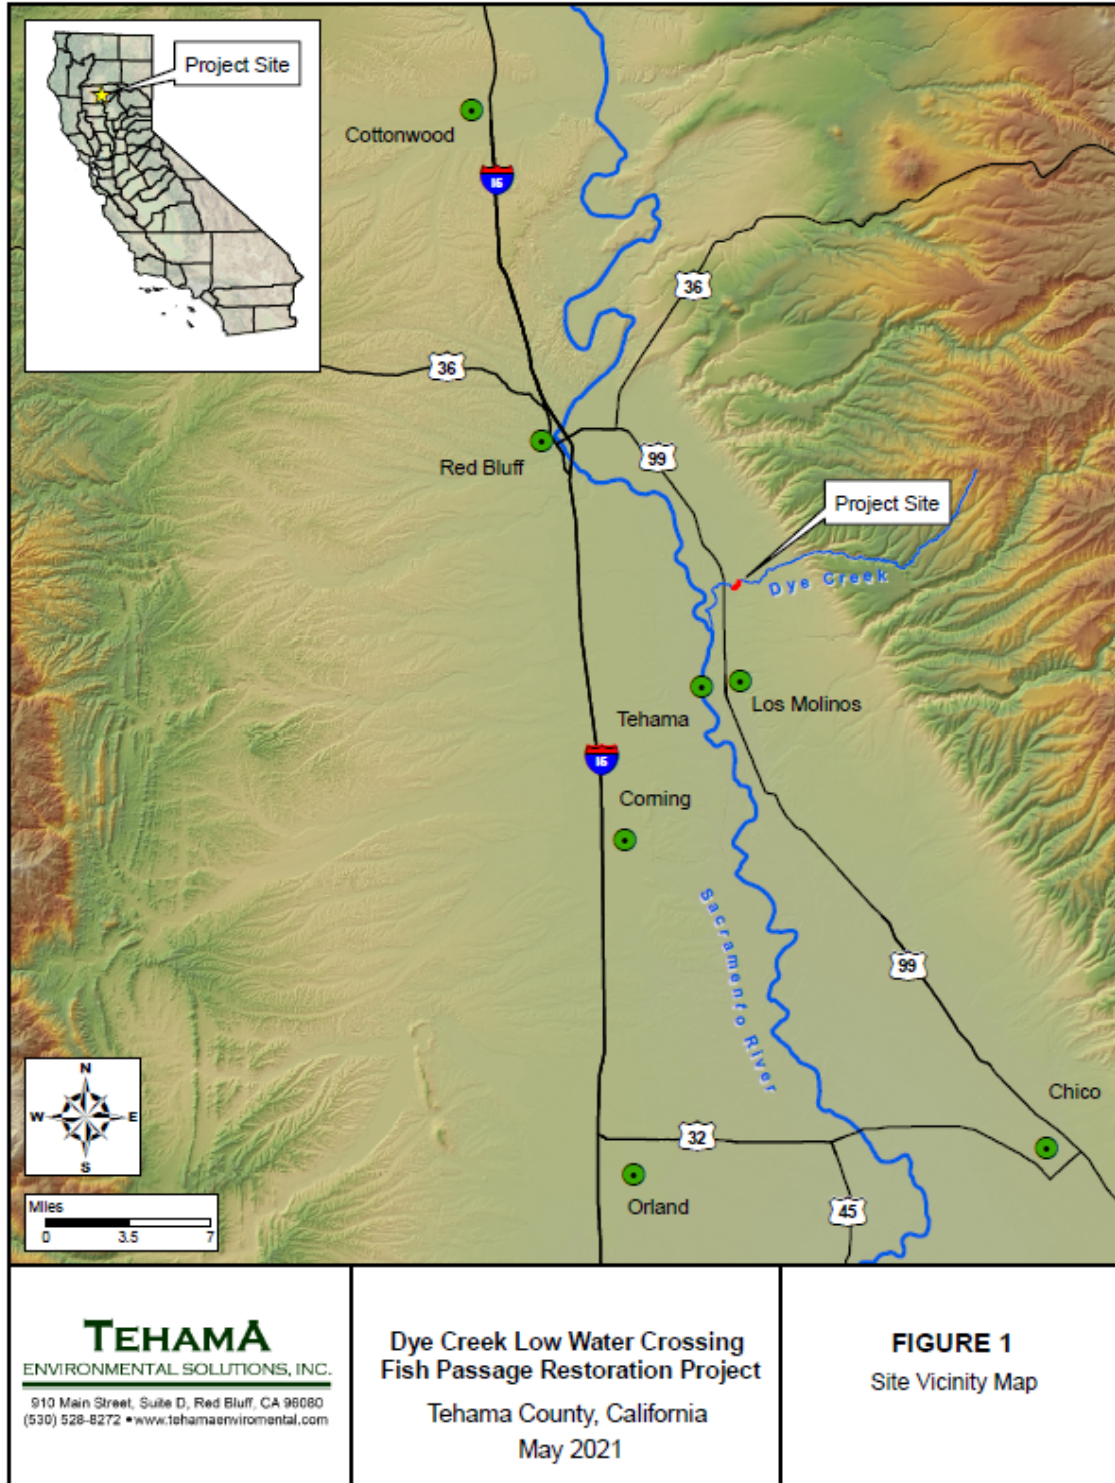 Project Site
Cottonwood
I5
36
36
Red Bluff
99
Project Site
Dye Creek
Tehama
Los Molinos
I5
Corning
Sacramento River
99
N
W
E
S
Chico
32
Orland
45
Miles
0 3.5 7
TEHAMA
ENVIRONMENTAL SOLUTIONS, INC.
910 Main Street, Suite D, Red Bluff, CA 96080
(530) 528-8272 • www.tehamaenviromental.com
Dye Creek Low Water Crossing
Fish Passage Restoration Project
Tehama County, California
May 2021
FIGURE 1
Site Vicinity Map